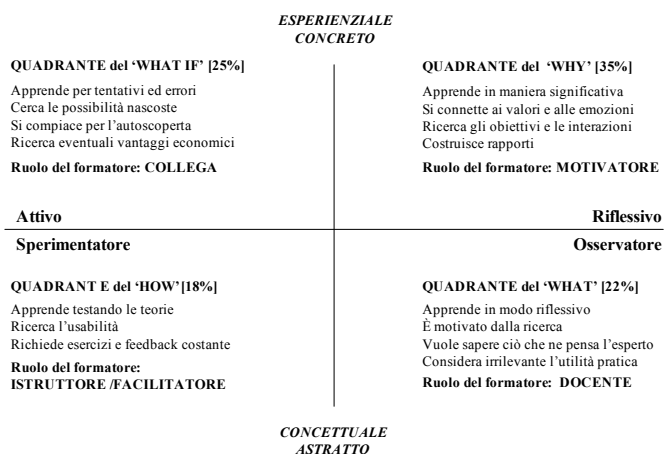 ESPERIENZIALE
CONCRETO
QUADRANTE del ‘WHAT IF’ [25%]
Apprende per tentativi ed errori
Cerca le possibilità nascoste
Si compiace per l’autoscoperta
Ricerca eventuali vantaggi economici
Ruolo del formatore: COLLEGA
QUADRANTE del ‘WHY’ [35%]
Apprende in maniera significativa
Si connette ai valori e alle emozioni
Ricerca gli obiettivi e le interazioni
Costruisce rapporti
Ruolo del formatore: MOTIVATORE
Attivo
Riflessivo
Sperimentatore
Osservatore
QUADRANT E del ‘HOW’[18%]
Apprende testando le teorie
Ricerca l’usabilità
Richiede esercizi e feedback costante
Ruolo del formatore:
ISTRUTTORE /FACILITATORE
QUADRANTE del ‘WHAT’ [22%]
Apprende in modo riflessivo
È motivato dalla ricerca
Vuole sapere ciò che ne pensa l’esperto
Considera irrilevante l’utilità pratica
Ruolo del formatore: DOCENTE
CONCETTUALE
ASTRATTO